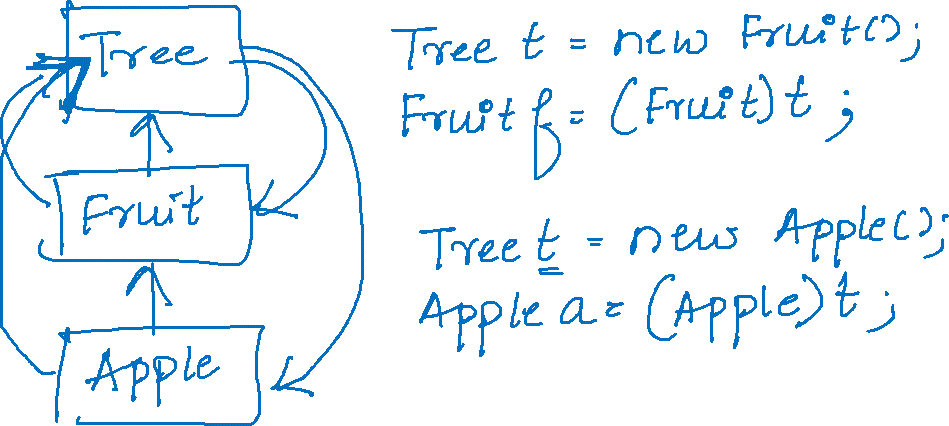 Tree
Fruit
Apple
Tree t = new Fruit();
Fruit f = (Fruit)t ;
Tree t = new Apple();
Apple a = (Apple)t ;